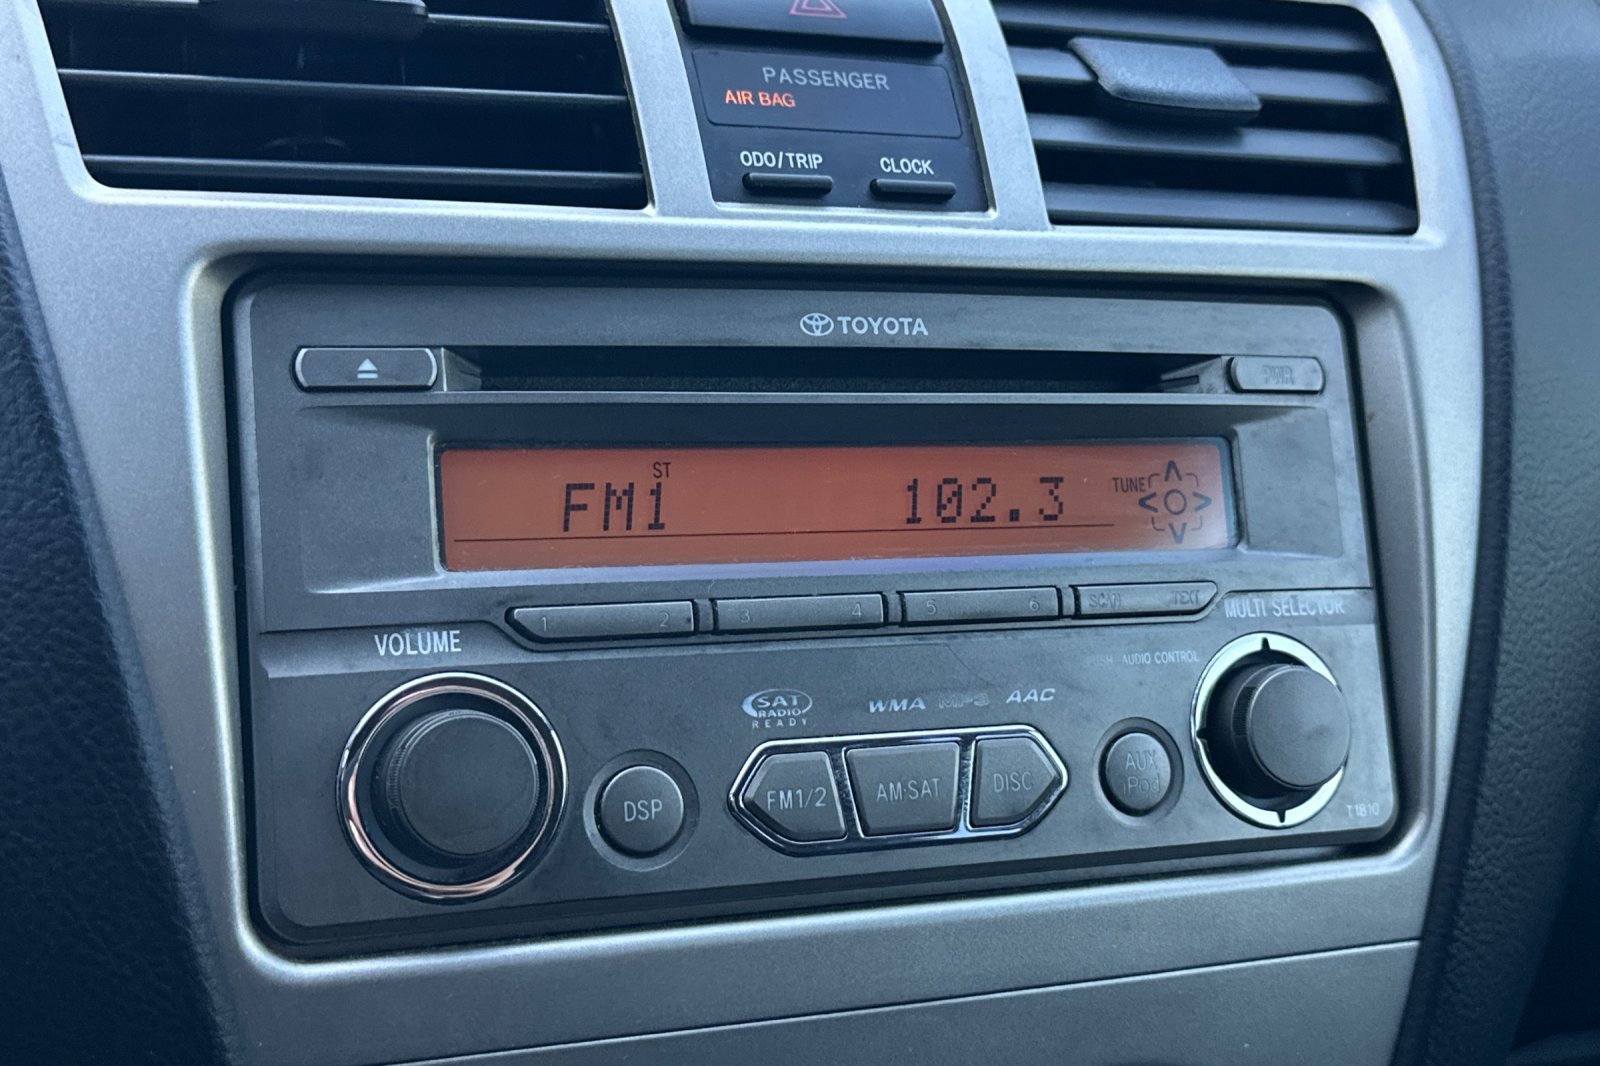 PASSENGER
AIR BAG
ODO/TRIP CLOCK
TOYOTA
PWR
ST
FM1 102.3 TUNE
1 2 3 4 5 6 SCAN TEXT
VOLUME MULTI SELECTOR
PUSH AUDIO CONTROL
SAT RADIO READY
WMA MP3 AAC
DSP FM1/2 AM·SAT DISC AUX iPod
T1810